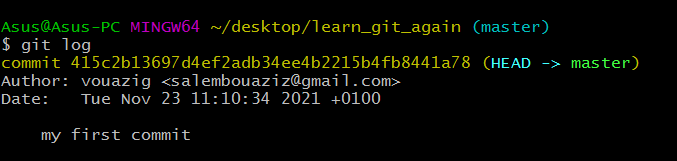 Asus@Asus-PC MINGW64 ~/desktop/learn_git_again (master)
$ git log
commit 415c2b13697d4ef2adb34ee4b2215b4fb8441a78 (HEAD -> master)
Author: vouazig <salembouaziz@gmail.com>
Date:   Tue Nov 23 11:10:34 2021 +0100
    my first commit